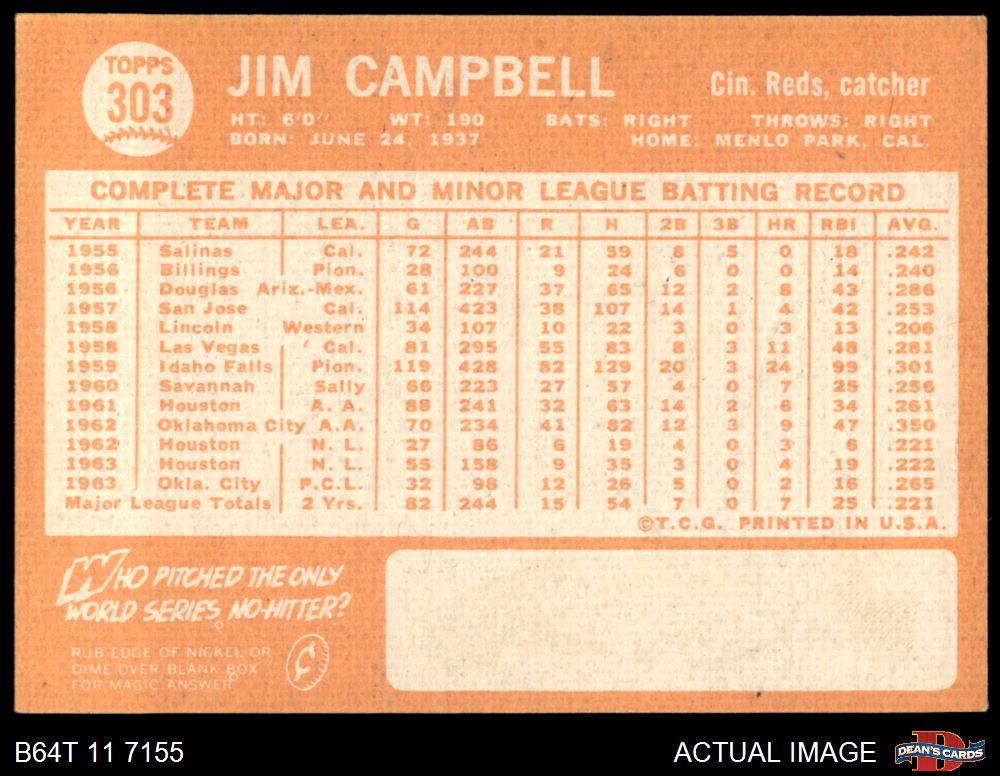 TOPPS
303
JIM CAMPBELL
Cin. Reds, catcher
HT: 6'0" WT: 190 BATS: RIGHT THROWS: RIGHT
BORN: JUNE 24, 1937 HOME: MENLO PARK, CAL.
COMPLETE MAJOR AND MINOR LEAGUE BATTING RECORD
YEAR TEAM LEA. G AB R H 2B 3B HR RBI AVG.
1955 Salinas Cal. 72 244 21 59 8 5 0 18 .242
1956 Billings Pion. 28 100 9 24 6 0 0 14 .240
1956 Douglas Ariz.-Mex. 61 227 37 65 12 2 8 43 .286
1957 San Jose Cal. 114 423 38 107 14 1 4 42 .253
1958 Lincoln Western 34 107 10 22 3 0 3 13 .206
1958 Las Vegas Cal. 81 295 55 83 8 3 11 48 .281
1959 Idaho Falls Pion. 119 428 82 129 20 3 24 99 .301
1960 Savannah Sally 66 223 27 57 4 0 7 25 .256
1961 Houston A. A. 88 241 32 63 14 2 6 34 .261
1962 Oklahoma City A.A. 70 234 41 82 12 3 9 47 .350
1962 Houston N. L. 27 86 6 19 4 0 3 6 .221
1963 Houston N. L. 55 158 9 35 3 0 4 19 .222
1963 Okla. City P.C.L. 32 98 12 26 5 0 2 16 .265
Major League Totals 2 Yrs. 82 244 15 54 7 0 7 25 .221
©T.C.G. PRINTED IN U.S.A.
WHO PITCHED THE ONLY
WORLD SERIES NO-HITTER?
RUB EDGE OF NICKEL OR
DIME OVER BLANK BOX
FOR MAGIC ANSWER
B64T 11 7155
ACTUAL IMAGE
DEAN'S CARDS